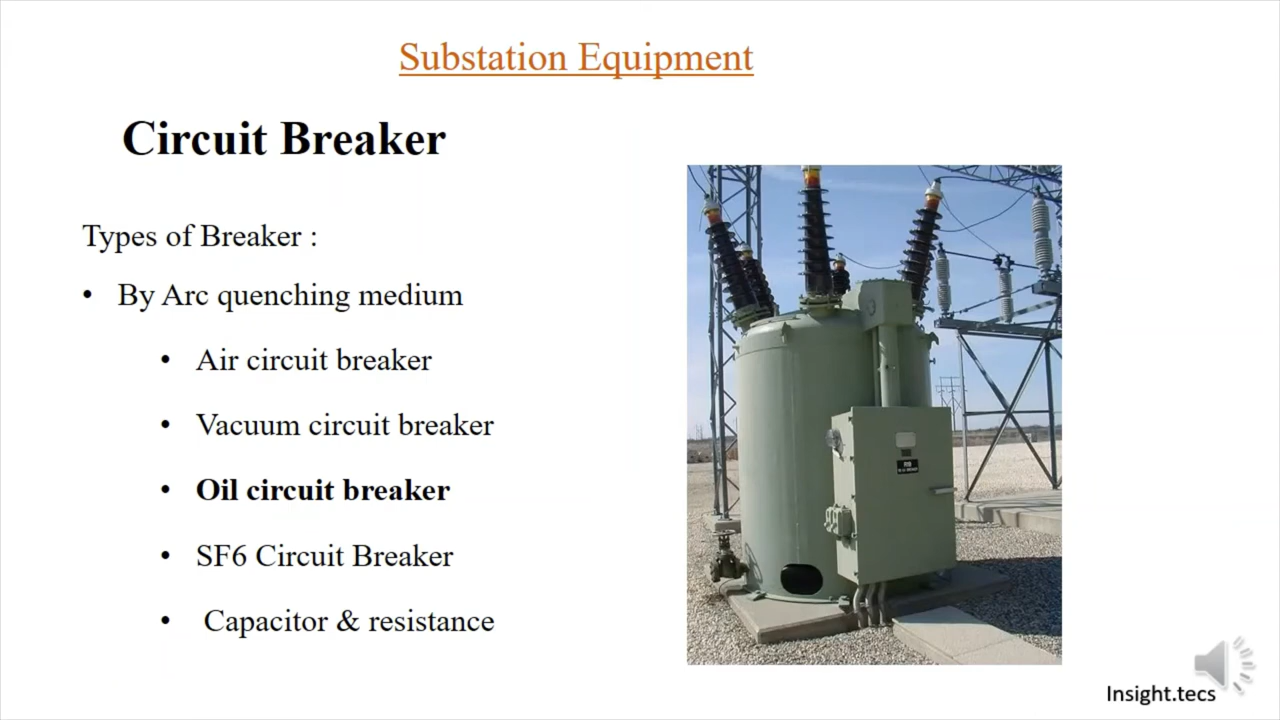 Substation Equipment
Circuit Breaker
Types of Breaker :
• By Arc quenching medium
• Air circuit breaker
• Vacuum circuit breaker
• Oil circuit breaker
• SF6 Circuit Breaker
• Capacitor & resistance
Insight.tecs